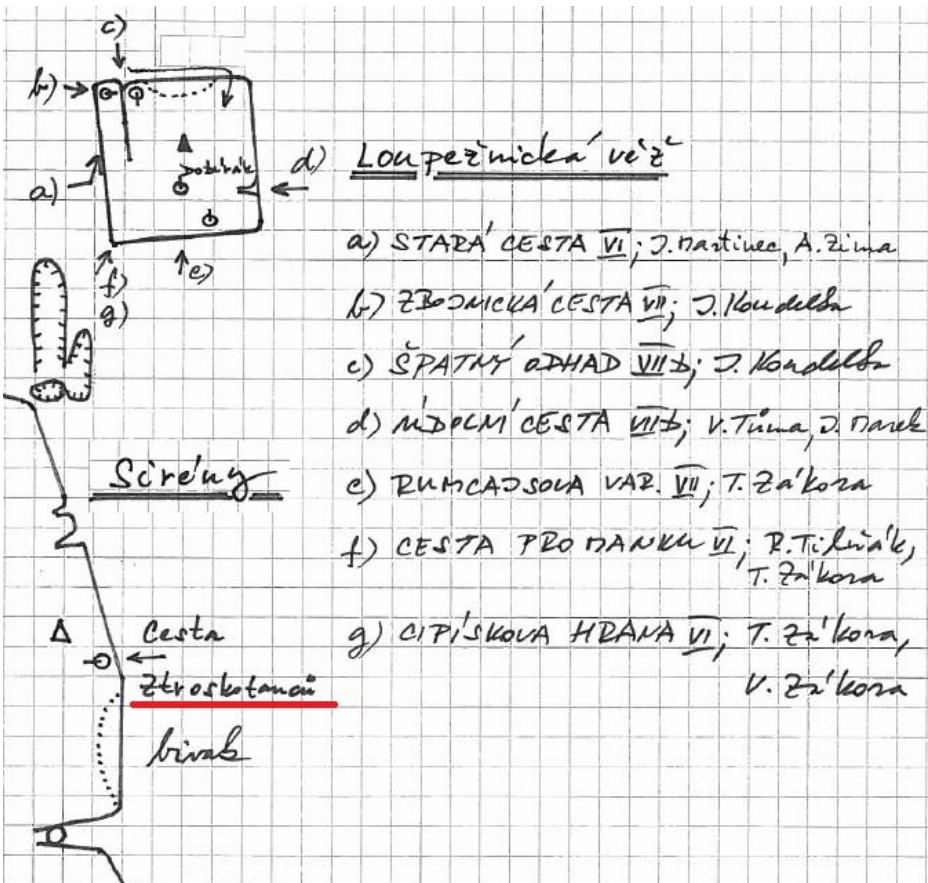 c)
b)
a)
d)
Dobírák
e)
f)
g)
Loupežnická věž
a) STARÁ CESTA VI; J. Martinec, A. Zima
b) ZBOJNICKÁ CESTA VII; J. Koudelka
c) ŠPATNÝ ODHAD VIIb; J. Koudelka
d) ÚDOLNÍ CESTA VIIb; V. Tůma, J. Marek
e) RUMCAJSOVA VAR. VII; T. Zákora
f) CESTA PRO MANKU VI; R. Tibriák,
T. Zákora
g) CIPÍSKOVA HRANA VI; T. Zákora,
V. Zákora
Sirény
Cesta
Ztroskotanců
bivak